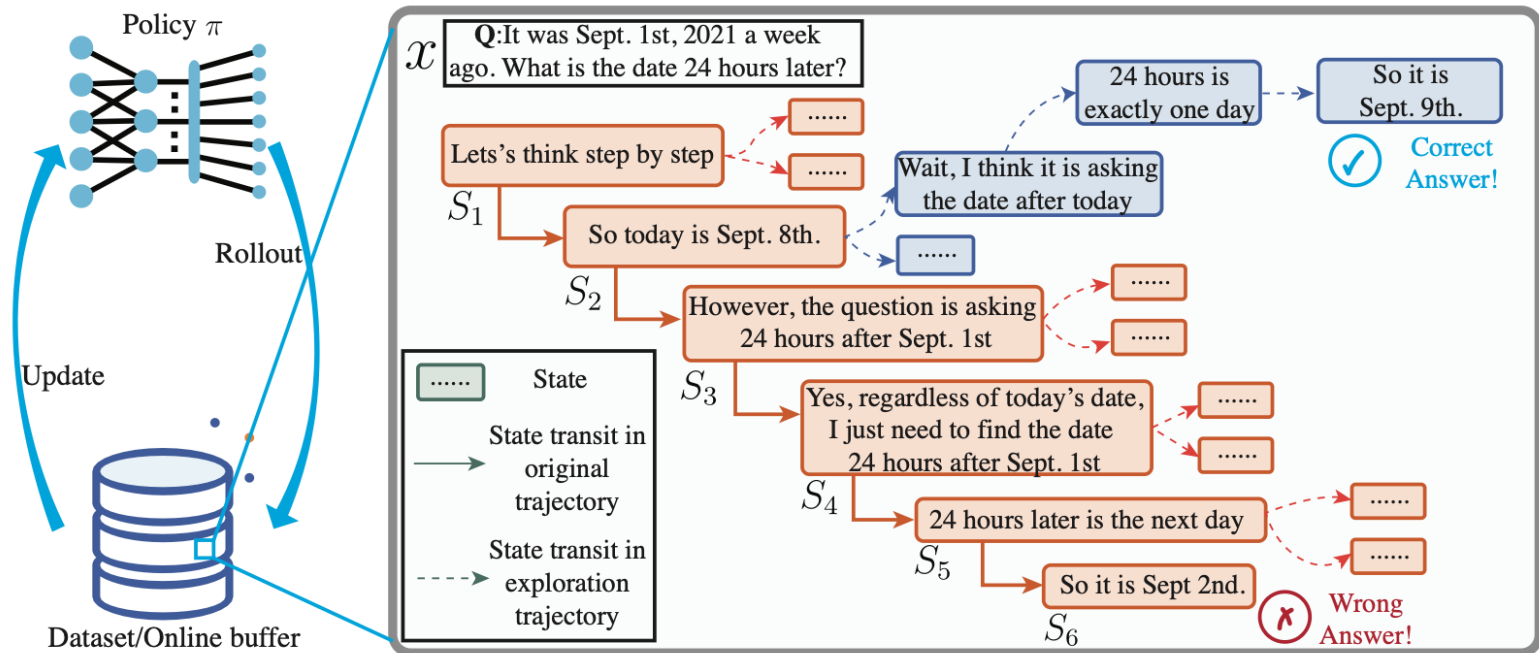 Policy π
Rollout
Update
Dataset/Online buffer
x
Q:It was Sept. 1st, 2021 a week
ago. What is the date 24 hours later?
Lets's think step by step
......
......
S1
So today is Sept. 8th.
Wait, I think it is asking
the date after today
24 hours is
exactly one day
So it is
Sept. 9th.
Correct
Answer!
......
S2
However, the question is asking
24 hours after Sept. 1st
......
......
S3
Yes, regardless of today's date,
I just need to find the date
24 hours after Sept. 1st
......
......
S4
24 hours later is the next day
......
......
S5
So it is Sept 2nd.
S6
Wrong
Answer!
......
State
State transit in
original
trajectory
State transit in
exploration
trajectory